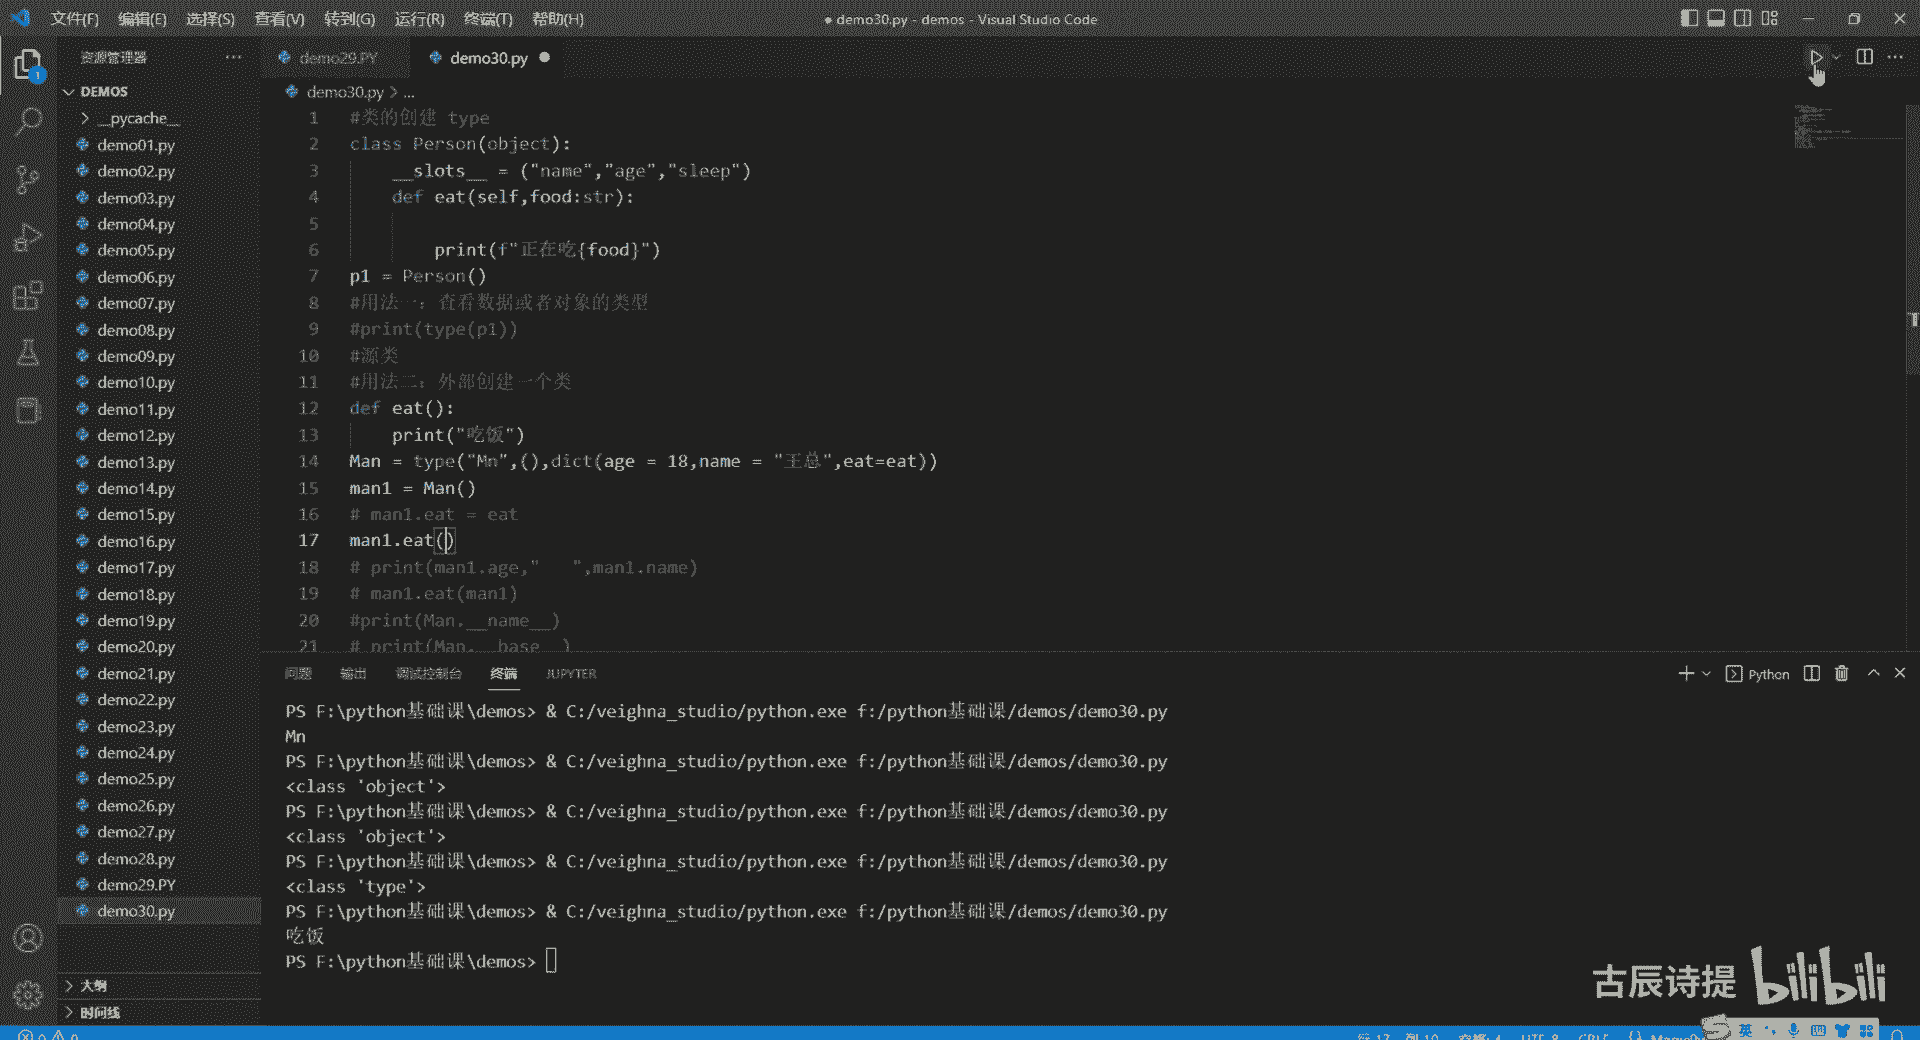 文件(F) 编辑(E) 选择(S) 查看(V) 转到(G) 运行(R) 终端(T) 帮助(H)
● demo30.py - demos - Visual Studio Code
资源管理器
demo29.PY
demo30.py
DEMOS
demo30.py > ...
__pycache__
demo01.py
demo02.py
demo03.py
demo04.py
demo05.py
demo06.py
demo07.py
demo08.py
demo09.py
demo10.py
demo11.py
demo12.py
demo13.py
demo14.py
demo15.py
demo16.py
demo17.py
demo18.py
demo19.py
demo20.py
demo21.py
demo22.py
demo23.py
demo24.py
demo25.py
demo26.py
demo27.py
demo28.py
demo29.PY
demo30.py
大纲
时间线
1 #类的创建 type
2 class Person(object):
3 __slots__ = ("name","age","sleep")
4 def eat(self,food:str):
5
6 print(f"正在吃{food}")
7 p1 = Person()
8 #用法一：查看数据或者对象的类型
9 #print(type(p1))
10 #源类
11 #用法二：外部创建一个类
12 def eat():
13 print("吃饭")
14 Man = type("Mn",(),dict(age = 18,name = "王总",eat=eat))
15 man1 = Man()
16 # man1.eat = eat
17 man1.eat()
18 # print(man1.age,"   ",man1.name)
19 # man1.eat(man1)
20 #print(Man.__name__)
21 # print(Man.__base__)
问题 输出 调试控制台 终端 JUPYTER
Python
PS F:\python基础课\demos> & C:/veighna_studio/python.exe f:/python基础课/demos/demo30.py
Mn
PS F:\python基础课\demos> & C:/veighna_studio/python.exe f:/python基础课/demos/demo30.py
<class 'object'>
PS F:\python基础课\demos> & C:/veighna_studio/python.exe f:/python基础课/demos/demo30.py
<class 'object'>
PS F:\python基础课\demos> & C:/veighna_studio/python.exe f:/python基础课/demos/demo30.py
<class 'type'>
PS F:\python基础课\demos> & C:/veighna_studio/python.exe f:/python基础课/demos/demo30.py
吃饭
PS F:\python基础课\demos>
古辰诗提 bilibili
英